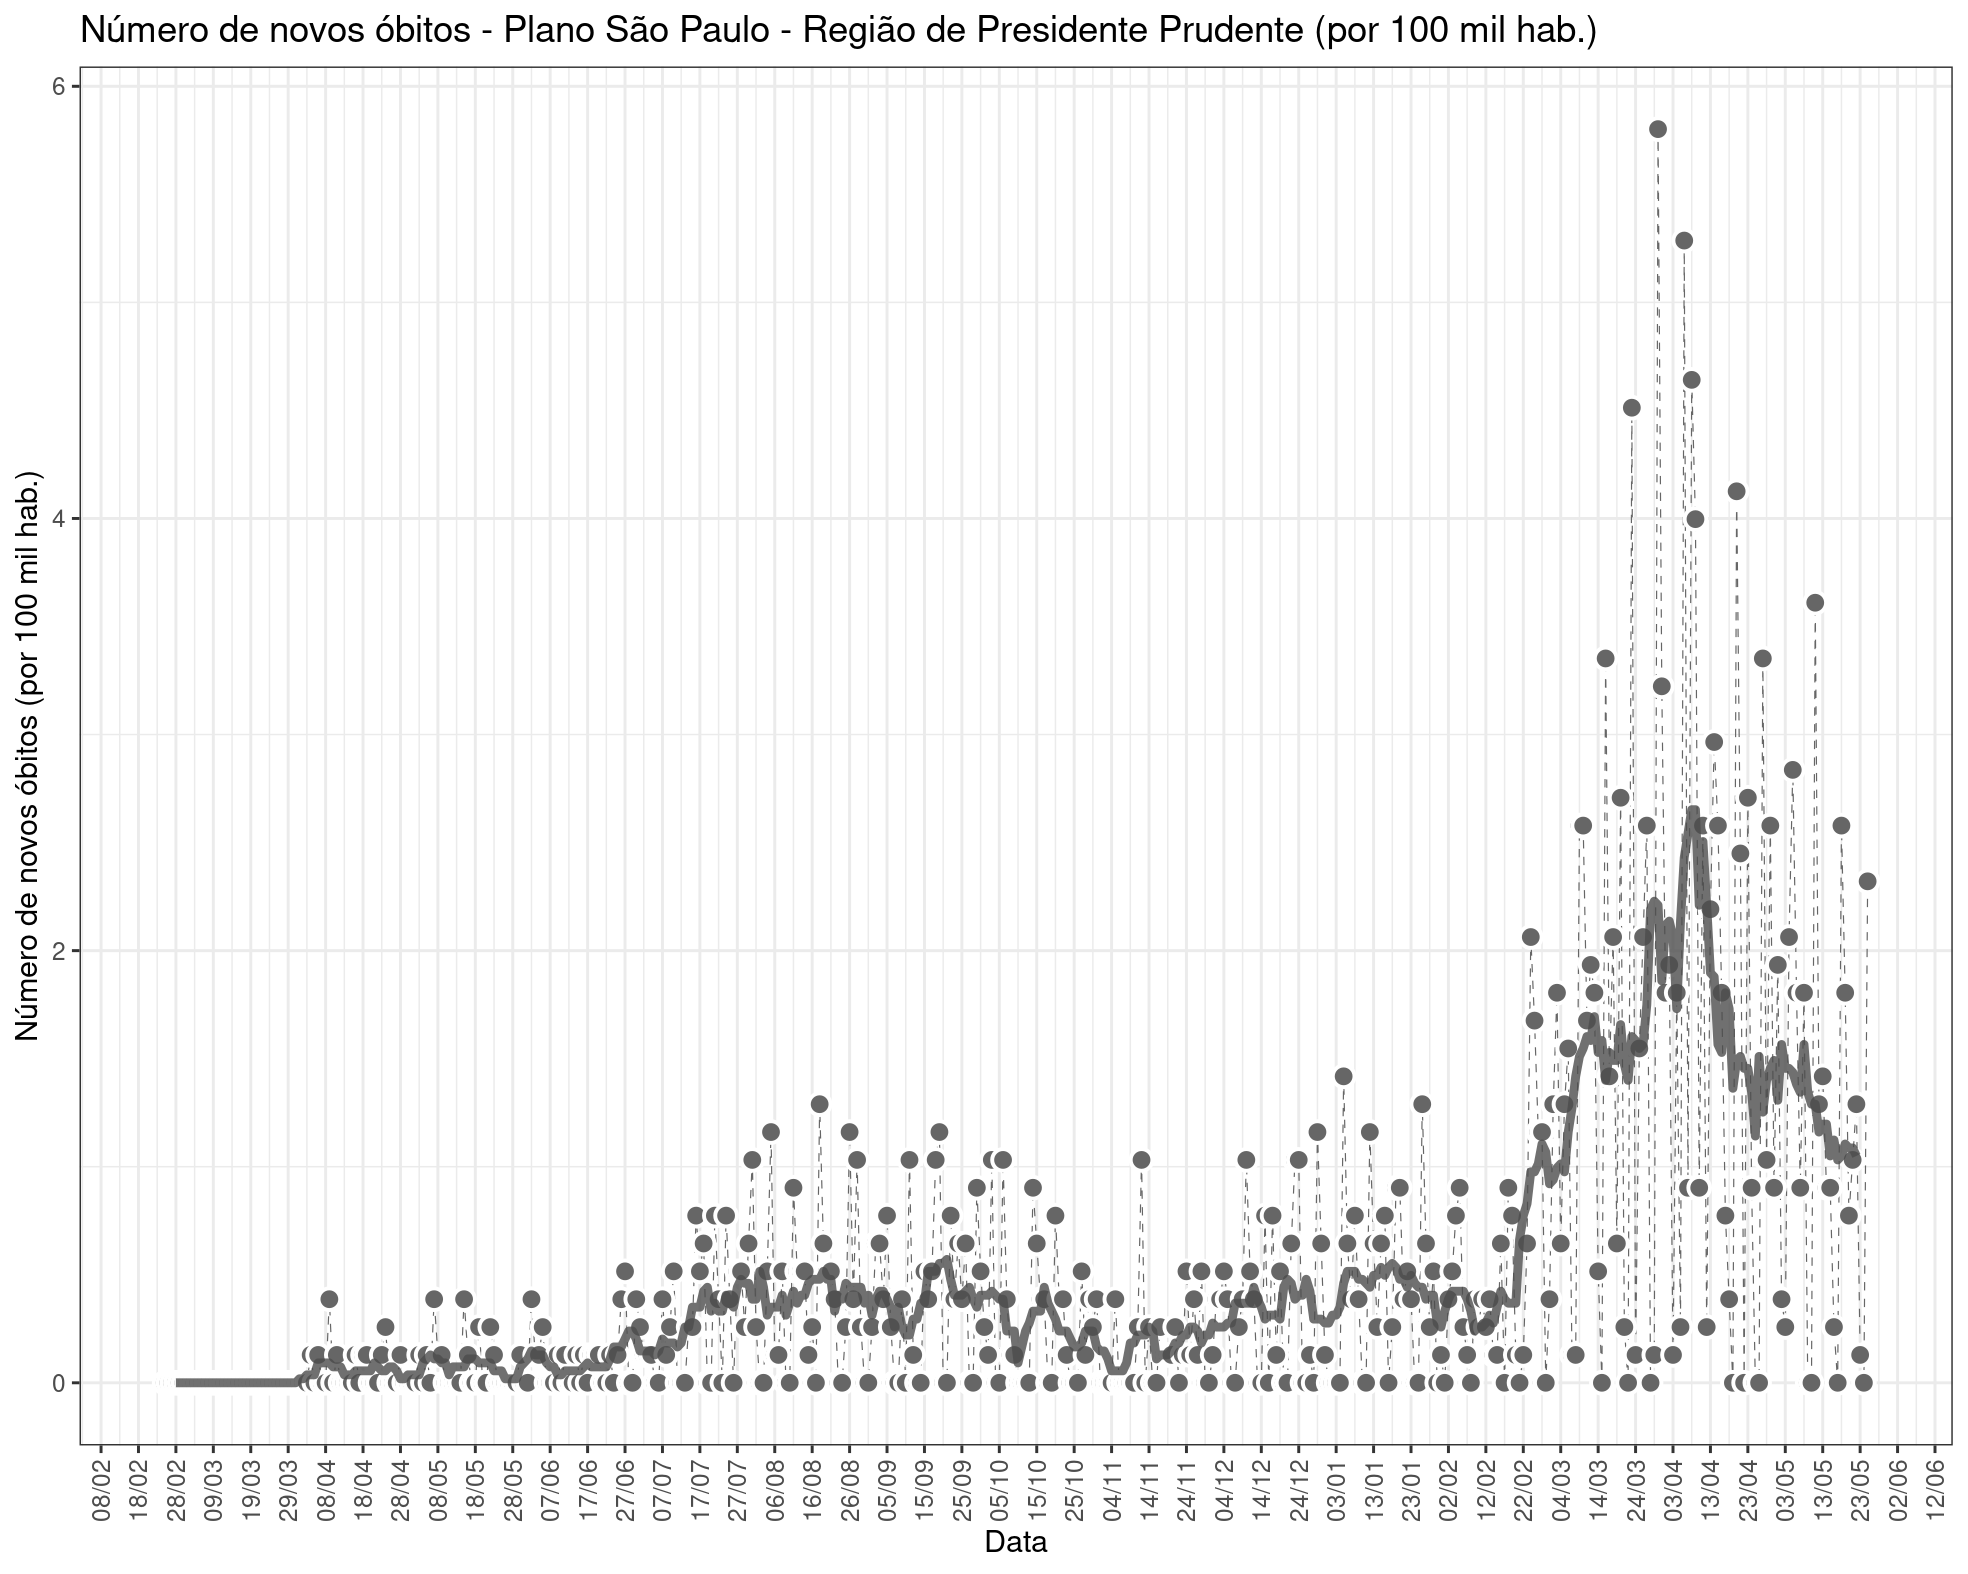 Número de novos óbitos - Plano São Paulo - Região de Presidente Prudente (por 100 mil hab.)
Número de novos óbitos (por 100 mil hab.)
6
4
2
0
08/02 18/02 28/02 09/03 19/03 29/03 08/04 18/04 28/04 08/05 18/05 28/05 07/06 17/06 27/06 07/07 17/07 27/07 06/08 16/08 26/08 05/09 15/09 25/09 05/10 15/10 25/10 04/11 14/11 24/11 04/12 14/12 24/12 03/01 13/01 23/01 02/02 12/02 22/02 04/03 14/03 24/03 03/04 13/04 23/04 03/05 13/05 23/05 02/06 12/06
Data